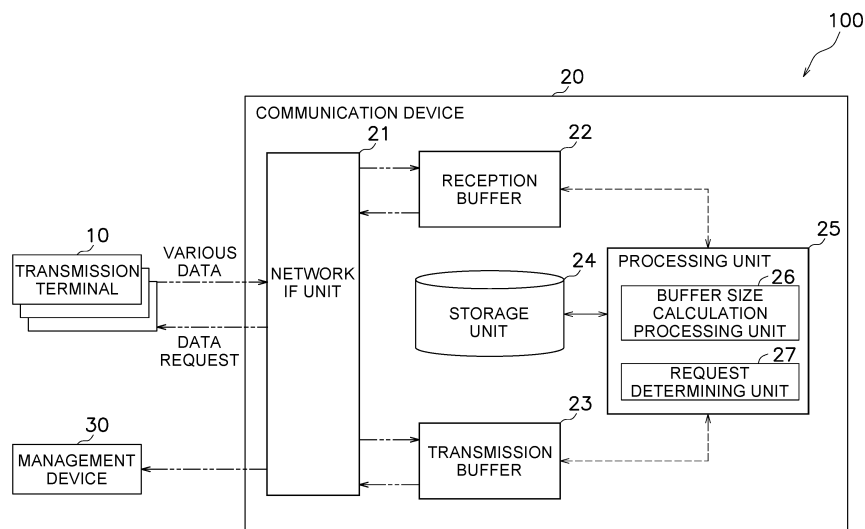 100
20
COMMUNICATION DEVICE
21
22
RECEPTION
BUFFER
10
TRANSMISSION
TERMINAL
VARIOUS
DATA
DATA
REQUEST
NETWORK
IF UNIT
24
STORAGE
UNIT
25
PROCESSING UNIT
26
BUFFER SIZE
CALCULATION
PROCESSING UNIT
27
REQUEST
DETERMINING UNIT
23
TRANSMISSION
BUFFER
30
MANAGEMENT
DEVICE